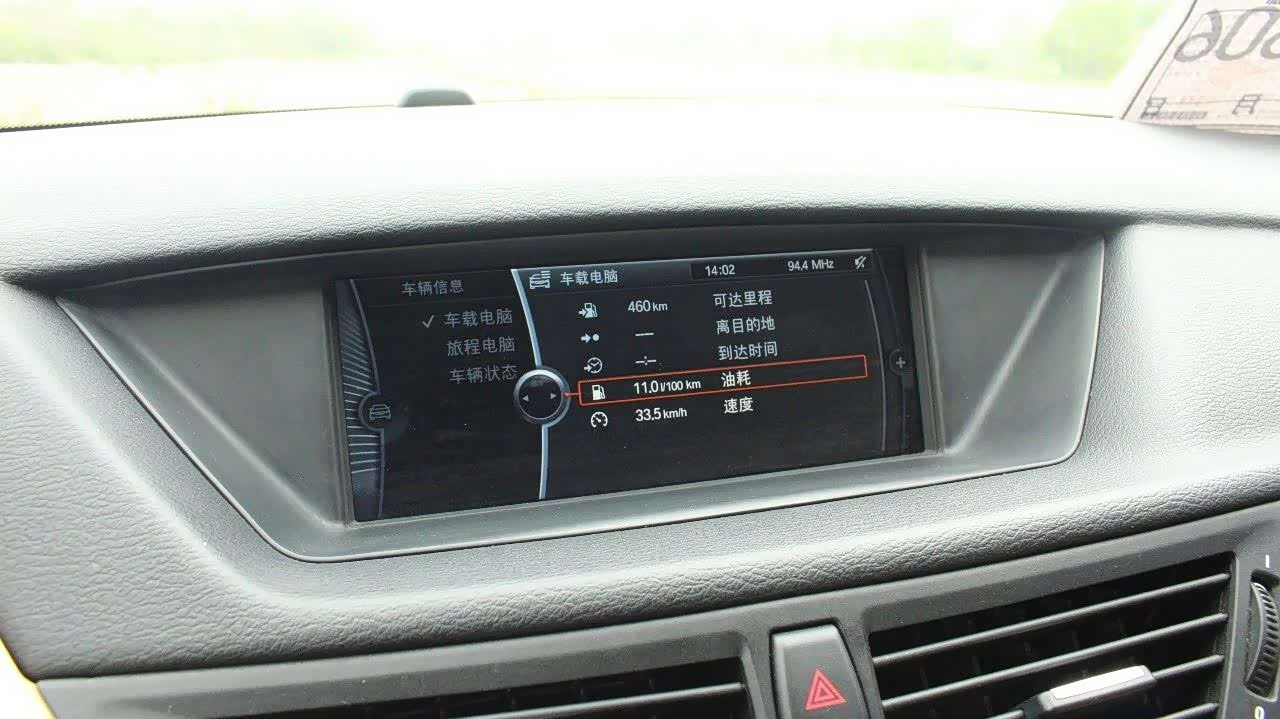 606
车辆信息
车载电脑 14:02 94.4 MHz
✓ 车载电脑
旅程电脑
车辆状态
460 km 可达里程
--- 离目的地
--:-- 到达时间
11.0 l/100 km 油耗
33.5 km/h 速度
+
0